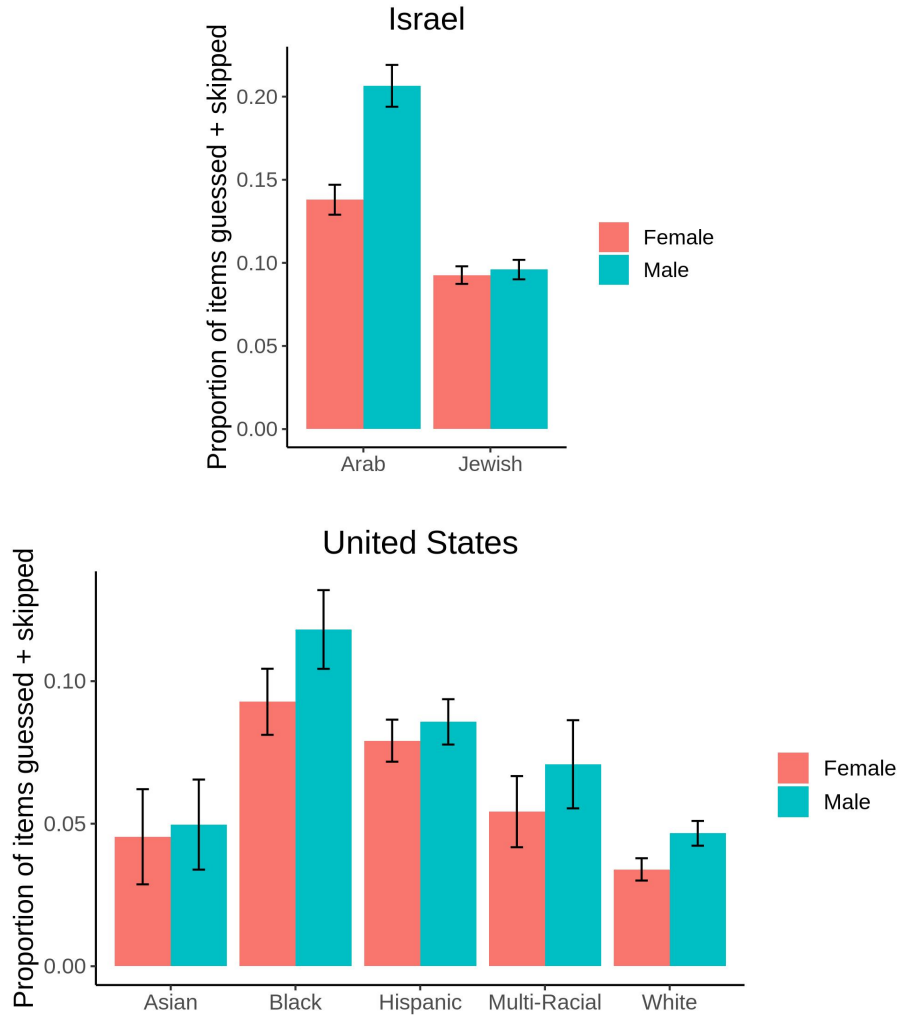 Israel
Proportion of items guessed + skipped
0.20
0.15
0.10
0.05
0.00
Arab Jewish
Female
Male
United States
Proportion of items guessed + skipped
0.10
0.05
0.00
Asian Black Hispanic Multi-Racial White
Female
Male